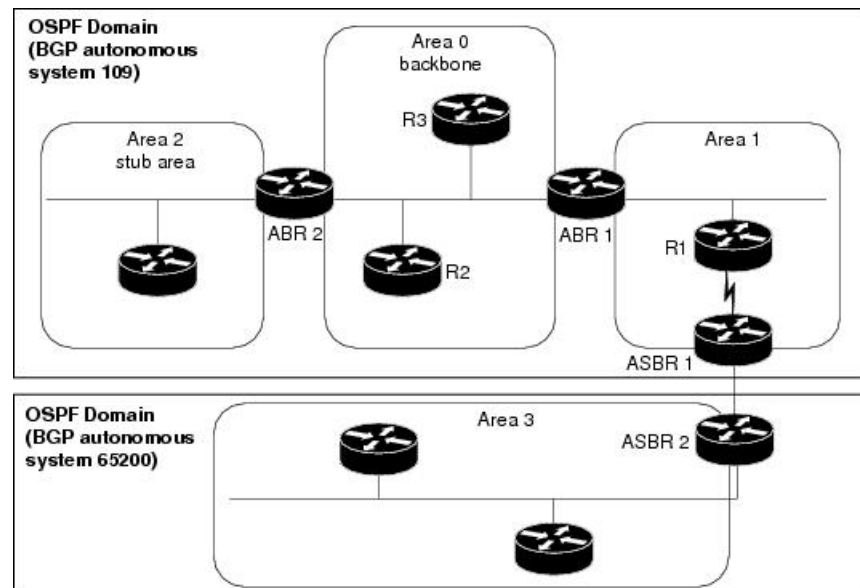 OSPF Domain
(BGP autonomous
system 109)
Area 0
backbone
R3
Area 2
stub area
Area 1
ABR 2
R2
ABR 1
R1
ASBR 1
OSPF Domain
(BGP autonomous
system 65200)
Area 3
ASBR 2